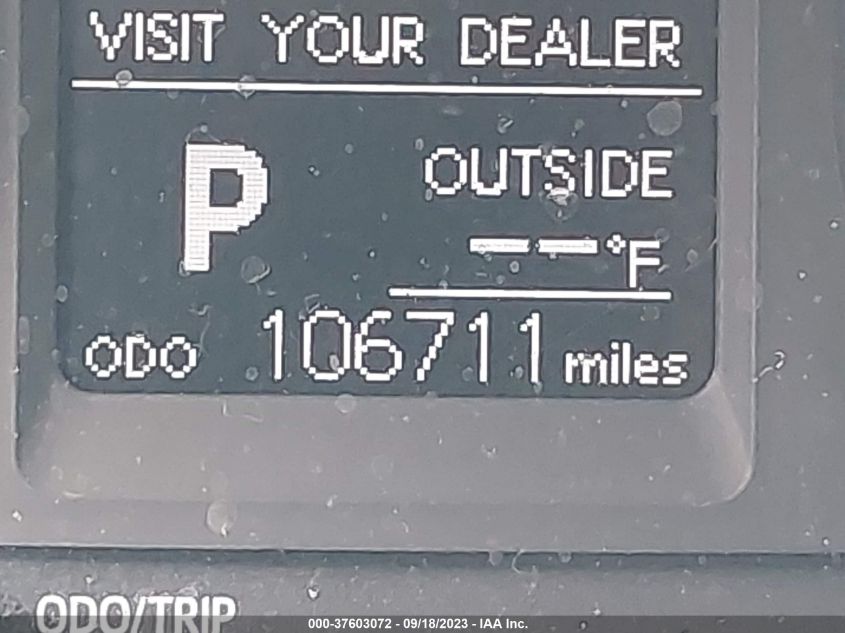 VISIT YOUR DEALER
P
OUTSIDE
-- °F
ODO 106711 miles
ODO/TRIP
000-37603072 - 09/18/2023 - IAA Inc.